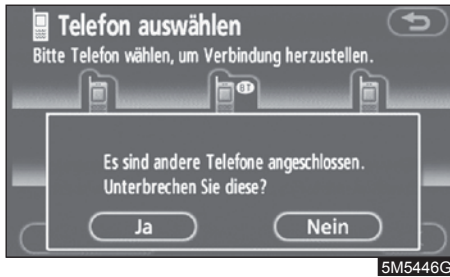 Telefon auswählen
Bitte Telefon wählen, um Verbindung herzustellen.
BT
Es sind andere Telefone angeschlossen.
Unterbrechen Sie diese?
Ja
Nein
5M5446G